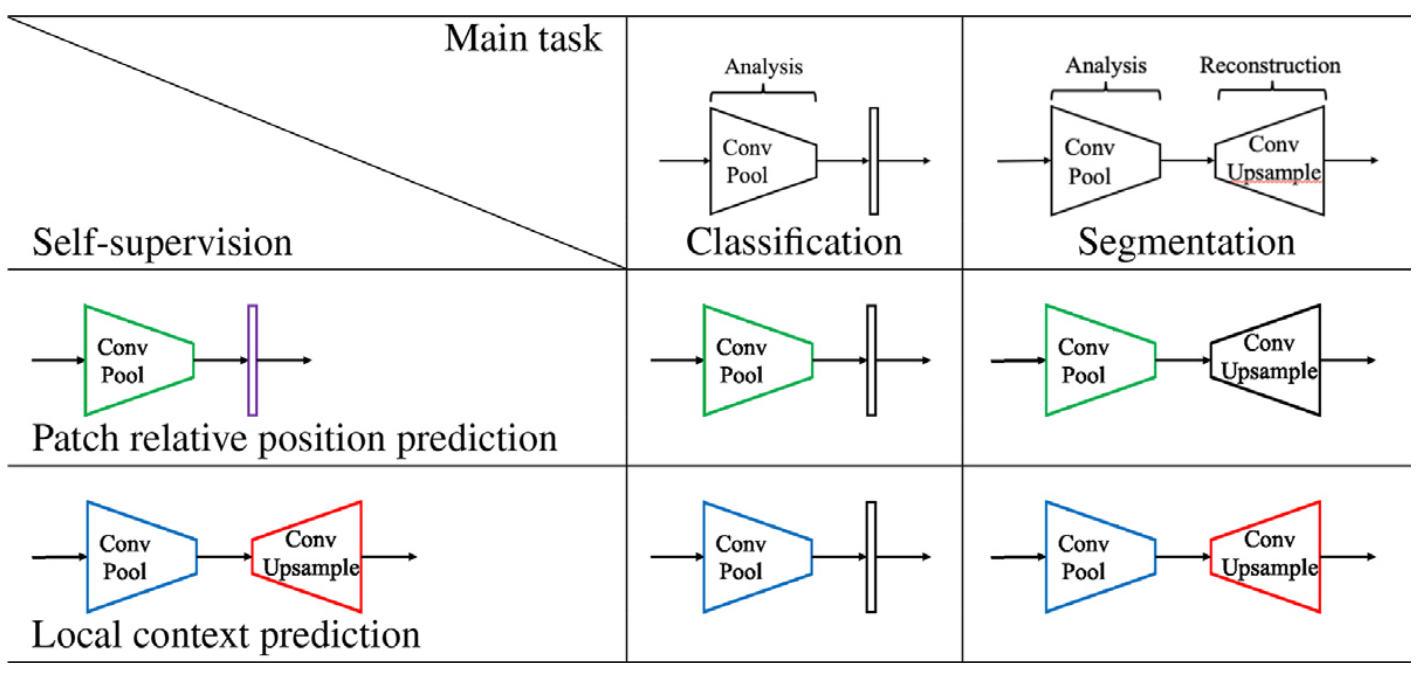 Main task
Self-supervision
Analysis
Conv
Pool
Classification
Analysis
Reconstruction
Conv
Pool
Conv
Upsample
Segmentation
Conv
Pool
Patch relative position prediction
Conv
Pool
Conv
Pool
Conv
Upsample
Conv
Pool
Conv
Upsample
Local context prediction
Conv
Pool
Conv
Pool
Conv
Upsample